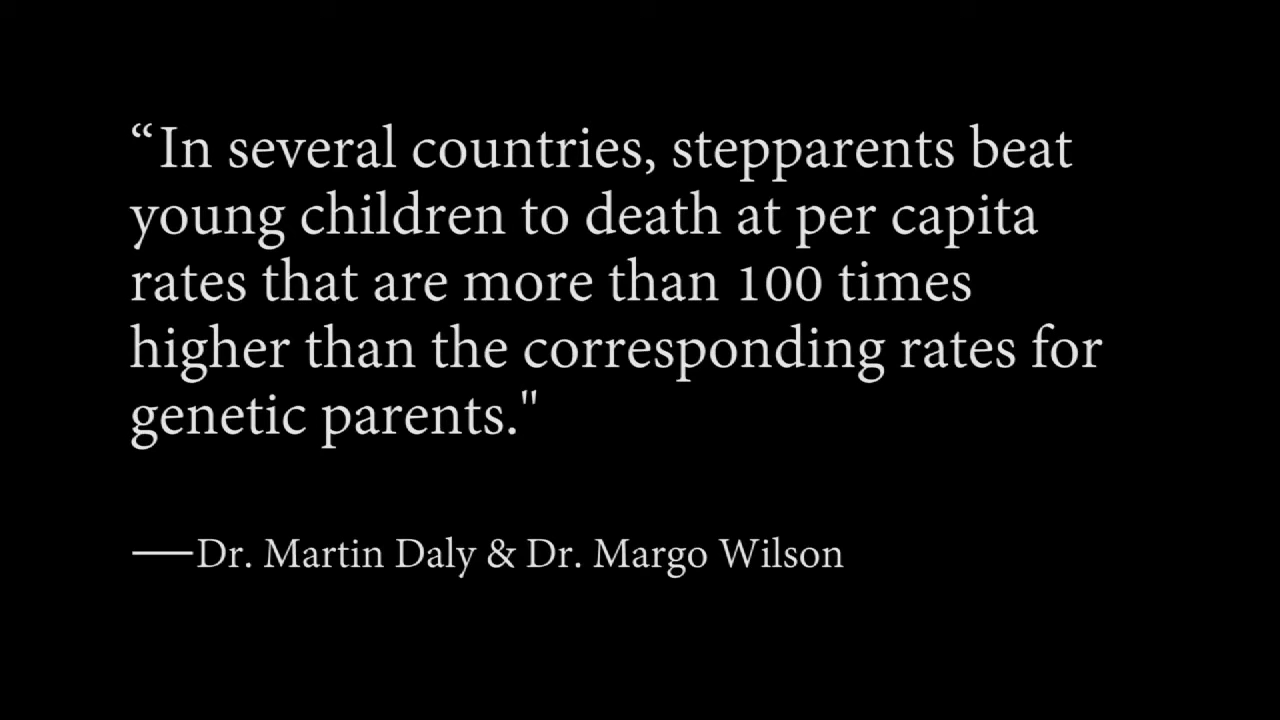 “In several countries, stepparents beat
young children to death at per capita
rates that are more than 100 times
higher than the corresponding rates for
genetic parents."
—Dr. Martin Daly & Dr. Margo Wilson